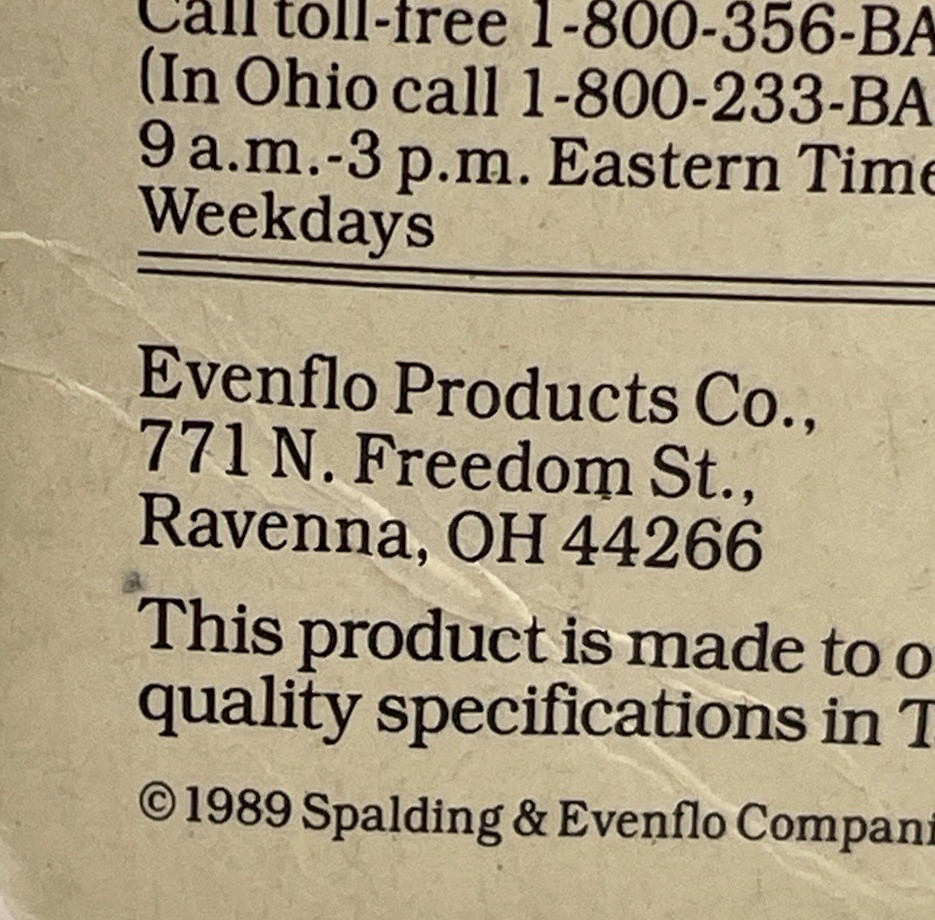 Call toll-free 1-800-356-BA
(In Ohio call 1-800-233-BA
9 a.m.-3 p.m. Eastern Time
Weekdays
Evenflo Products Co.,
771 N. Freedom St.,
Ravenna, OH 44266
This product is made to o
quality specifications in T
©1989 Spalding & Evenflo Compani